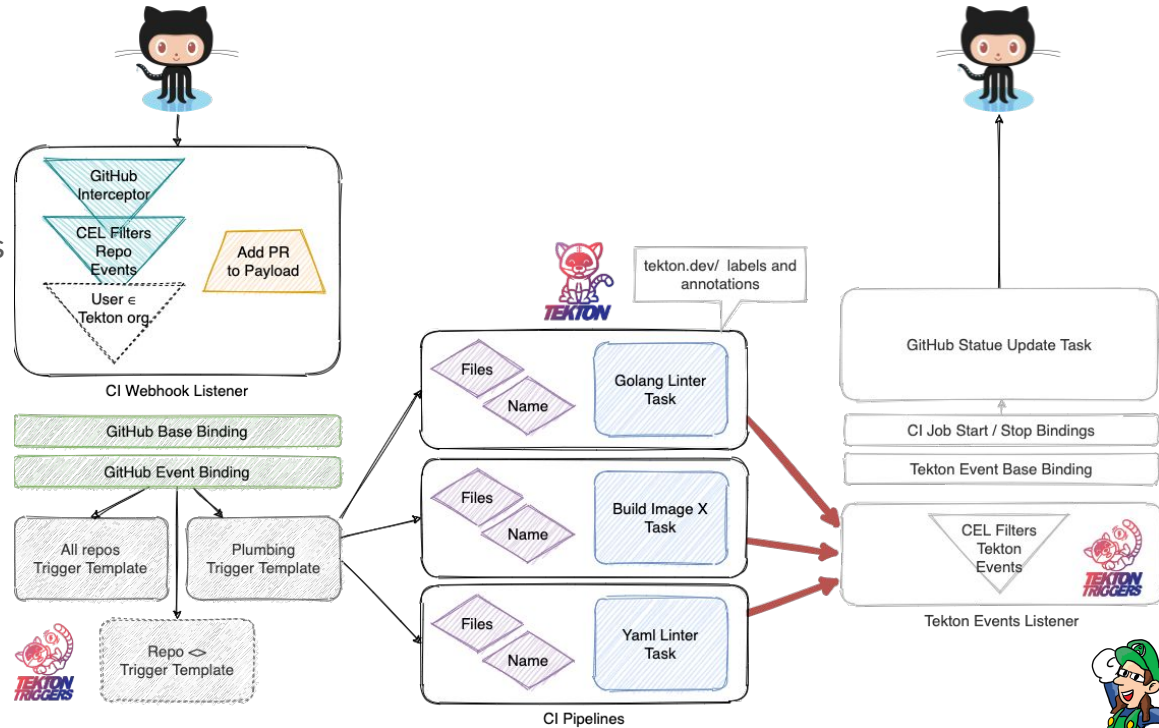 GitHub
Interceptor
CEL Filters
Repo
Events
User ∈
Tekton org.
Add PR
to Payload
CI Webhook Listener
GitHub Base Binding
GitHub Event Binding
All repos
Trigger Template
Plumbing
Trigger Template
Repo <>
Trigger Template
TEKTON
TRIGGERS
TEKTON
tekton.dev/ labels and
annotations
Files
Name
Golang Linter
Task
Files
Name
Build Image X
Task
Files
Name
Yaml Linter
Task
CI Pipelines
GitHub Statue Update Task
CI Job Start / Stop Bindings
Tekton Event Base Binding
CEL Filters
Tekton
Events
TEKTON
TRIGGERS
Tekton Events Listener